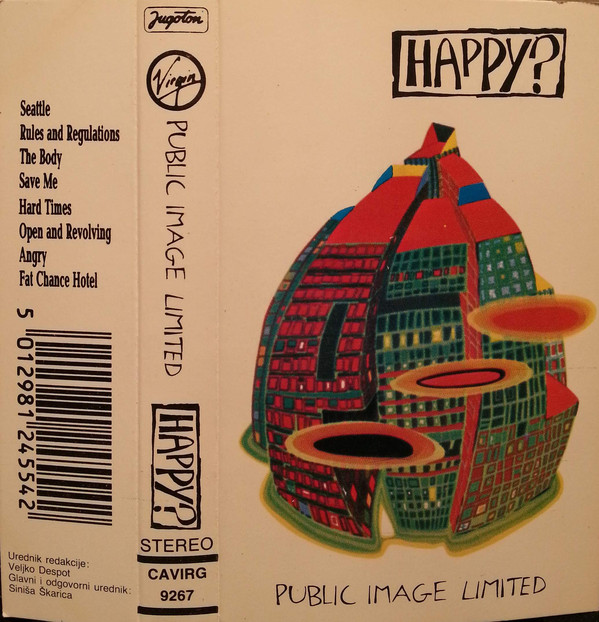 Seattle
Rules and Regulations
The Body
Save Me
Hard Times
Open and Revolving
Angry
Fat Chance Hotel
5 012981 245542
Urednik redakcije:
Veljko Despot
Glavni i odgovorni urednik:
Siniša Škarica
Jugoton
Virgin
PUBLIC IMAGE LIMITED
HAPPY?
STEREO
CAVIRG
9267
HAPPY?
PUBLIC IMAGE LIMITED